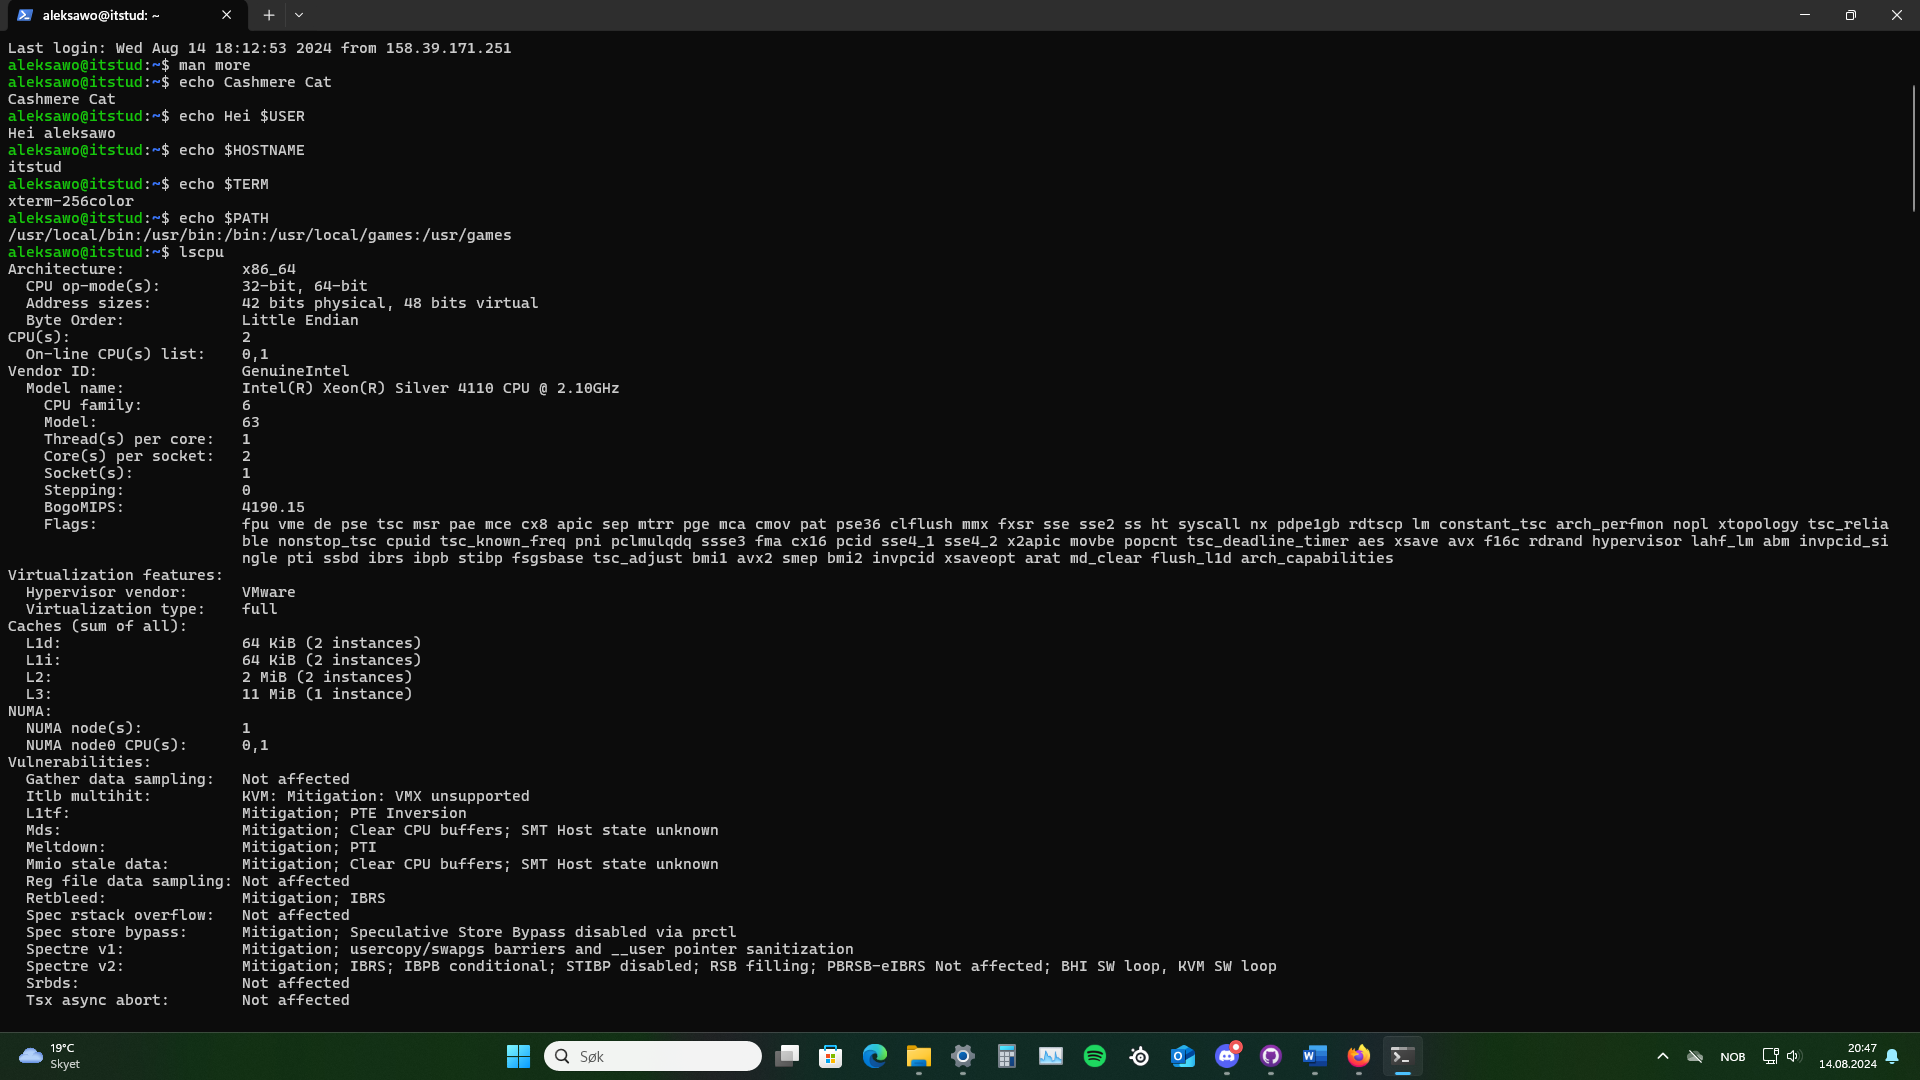 aleksawo@itstud: ~
Last login: Wed Aug 14 18:12:53 2024 from 158.39.171.251
aleksawo@itstud:~$ man more
aleksawo@itstud:~$ echo Cashmere Cat
Cashmere Cat
aleksawo@itstud:~$ echo Hei $USER
Hei aleksawo
aleksawo@itstud:~$ echo $HOSTNAME
itstud
aleksawo@itstud:~$ echo $TERM
xterm-256color
aleksawo@itstud:~$ echo $PATH
/usr/local/bin:/usr/bin:/bin:/usr/local/games:/usr/games
aleksawo@itstud:~$ lscpu
Architecture: x86_64
CPU op-mode(s): 32-bit, 64-bit
Address sizes: 42 bits physical, 48 bits virtual
Byte Order: Little Endian
CPU(s): 2
On-line CPU(s) list: 0,1
Vendor ID: GenuineIntel
Model name: Intel(R) Xeon(R) Silver 4110 CPU @ 2.10GHz
CPU family: 6
Model: 63
Thread(s) per core: 1
Core(s) per socket: 2
Socket(s): 1
Stepping: 0
BogoMIPS: 4190.15
Flags: fpu vme de pse tsc msr pae mce cx8 apic sep mtrr pge mca cmov pat pse36 clflush mmx fxsr sse sse2 ss ht syscall nx pdpe1gb rdtscp lm constant_tsc arch_perfmon nopl xtopology tsc_relia
ble nonstop_tsc cpuid tsc_known_freq pni pclmulqdq ssse3 fma cx16 pcid sse4_1 sse4_2 x2apic movbe popcnt tsc_deadline_timer aes xsave avx f16c rdrand hypervisor lahf_lm abm invpcid_si
ngle pti ssbd ibrs ibpb stibp fsgsbase tsc_adjust bmi1 avx2 smep bmi2 invpcid xsaveopt arat md_clear flush_l1d arch_capabilities
Virtualization features:
Hypervisor vendor: VMware
Virtualization type: full
Caches (sum of all):
L1d: 64 KiB (2 instances)
L1i: 64 KiB (2 instances)
L2: 2 MiB (2 instances)
L3: 11 MiB (1 instance)
NUMA:
NUMA node(s): 1
NUMA node0 CPU(s): 0,1
Vulnerabilities:
Gather data sampling: Not affected
Itlb multihit: KVM: Mitigation: VMX unsupported
L1tf: Mitigation; PTE Inversion
Mds: Mitigation; Clear CPU buffers; SMT Host state unknown
Meltdown: Mitigation; PTI
Mmio stale data: Mitigation; Clear CPU buffers; SMT Host state unknown
Reg file data sampling: Not affected
Retbleed: Mitigation; IBRS
Spec rstack overflow: Not affected
Spec store bypass: Mitigation; Speculative Store Bypass disabled via prctl
Spectre v1: Mitigation; usercopy/swapgs barriers and __user pointer sanitization
Spectre v2: Mitigation; IBRS; IBPB conditional; STIBP disabled; RSB filling; PBRSB-eIBRS Not affected; BHI SW loop, KVM SW loop
Srbds: Not affected
Tsx async abort: Not affected
19°C
Skyet
Søk
NOB
20:47
14.08.2024